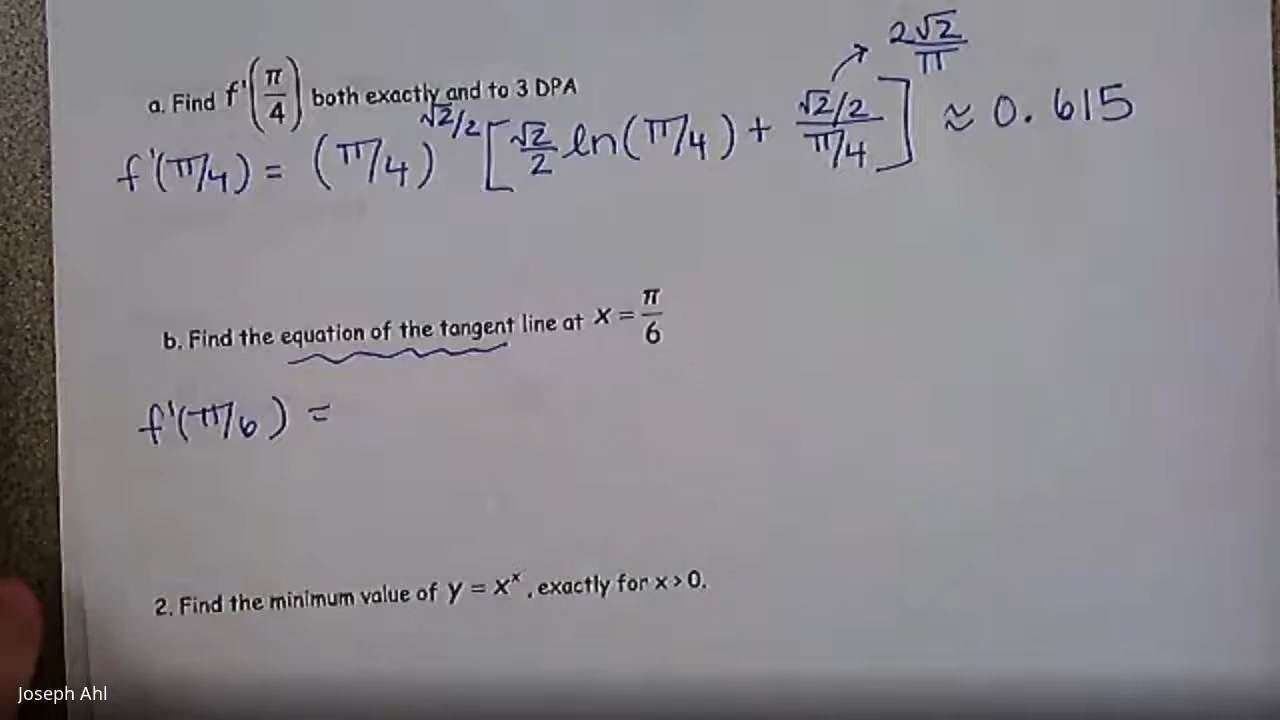 2√2/π
a. Find f'(π/4) both exactly and to 3 DPA
f'(π/4) = (π/4)^√2/2 [√2/2 ln(π/4) + √2/2/π/4] ≈ 0.615
b. Find the equation of the tangent line at x = π/6
f'(π/6) =
2. Find the minimum value of y = x^x, exactly for x > 0.
Joseph Ahl